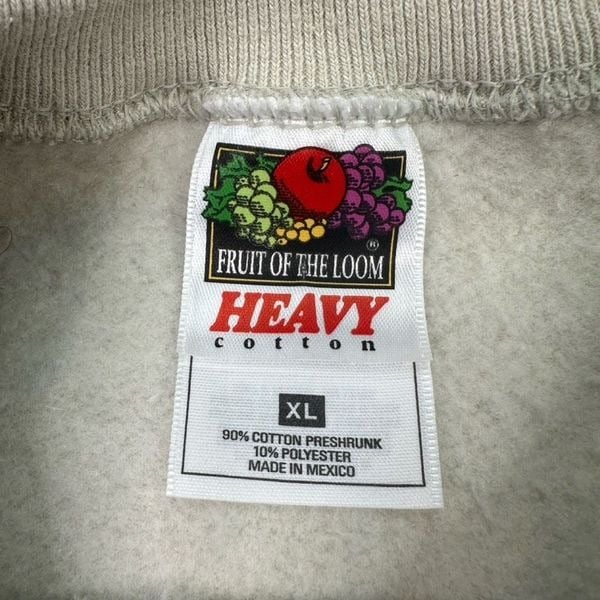 ®
FRUIT OF THE LOOM
HEAVY
cotton
XL
90% COTTON PRESHRUNK
10% POLYESTER
MADE IN MEXICO